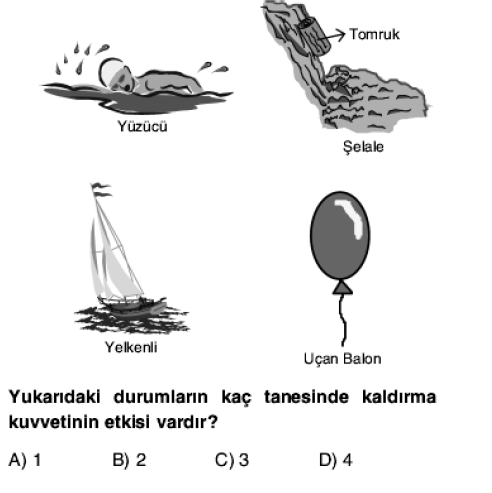 Tomruk
Yüzücü
Şelale
Yelkenli
Uçan Balon
Yukarıdaki durumların kaç tanesinde kaldırma
kuvvetinin etkisi vardır?
A) 1 B) 2 C) 3 D) 4